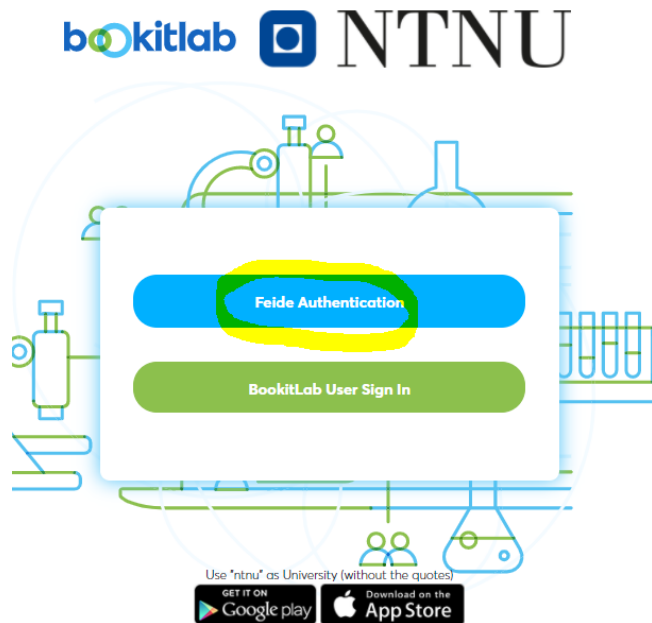 bookitlab NTNU
Feide Authentication
BookitLab User Sign In
Use "ntnu" as University (without the quotes)
GET IT ON Download on the
Google play App Store